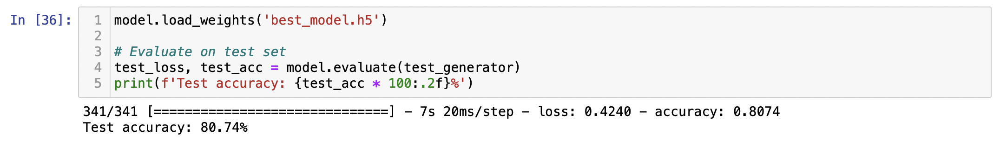 In [36]:
1 model.load_weights('best_model.h5')
2
3 # Evaluate on test set
4 test_loss, test_acc = model.evaluate(test_generator)
5 print(f'Test accuracy: {test_acc * 100:.2f}%')
341/341 [==============================] - 7s 20ms/step - loss: 0.4240 - accuracy: 0.8074
Test accuracy: 80.74%